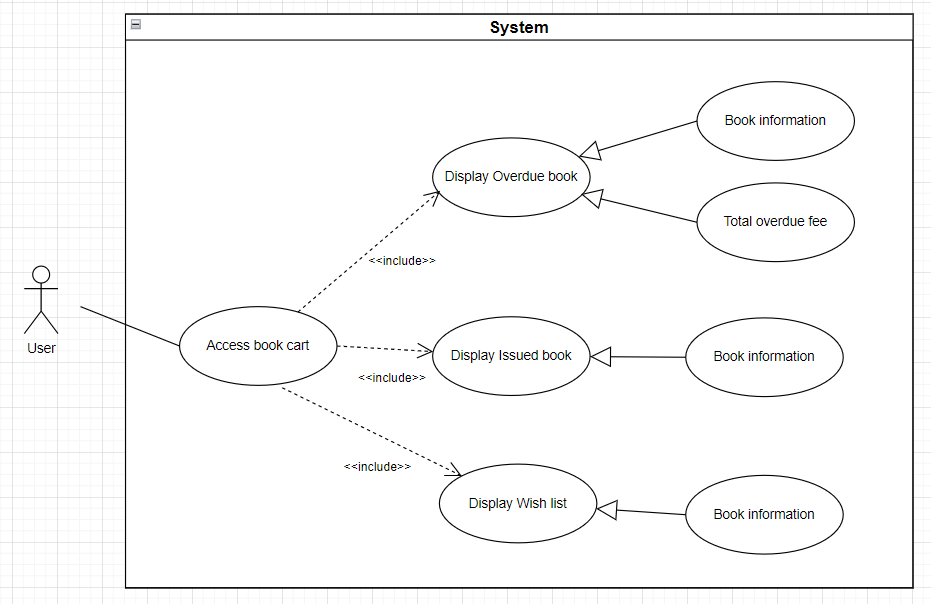 System
Book information
Display Overdue book
Total overdue fee
<<include>>
User
Access book cart
Display Issued book
Book information
<<include>>
<<include>>
Display Wish list
Book information